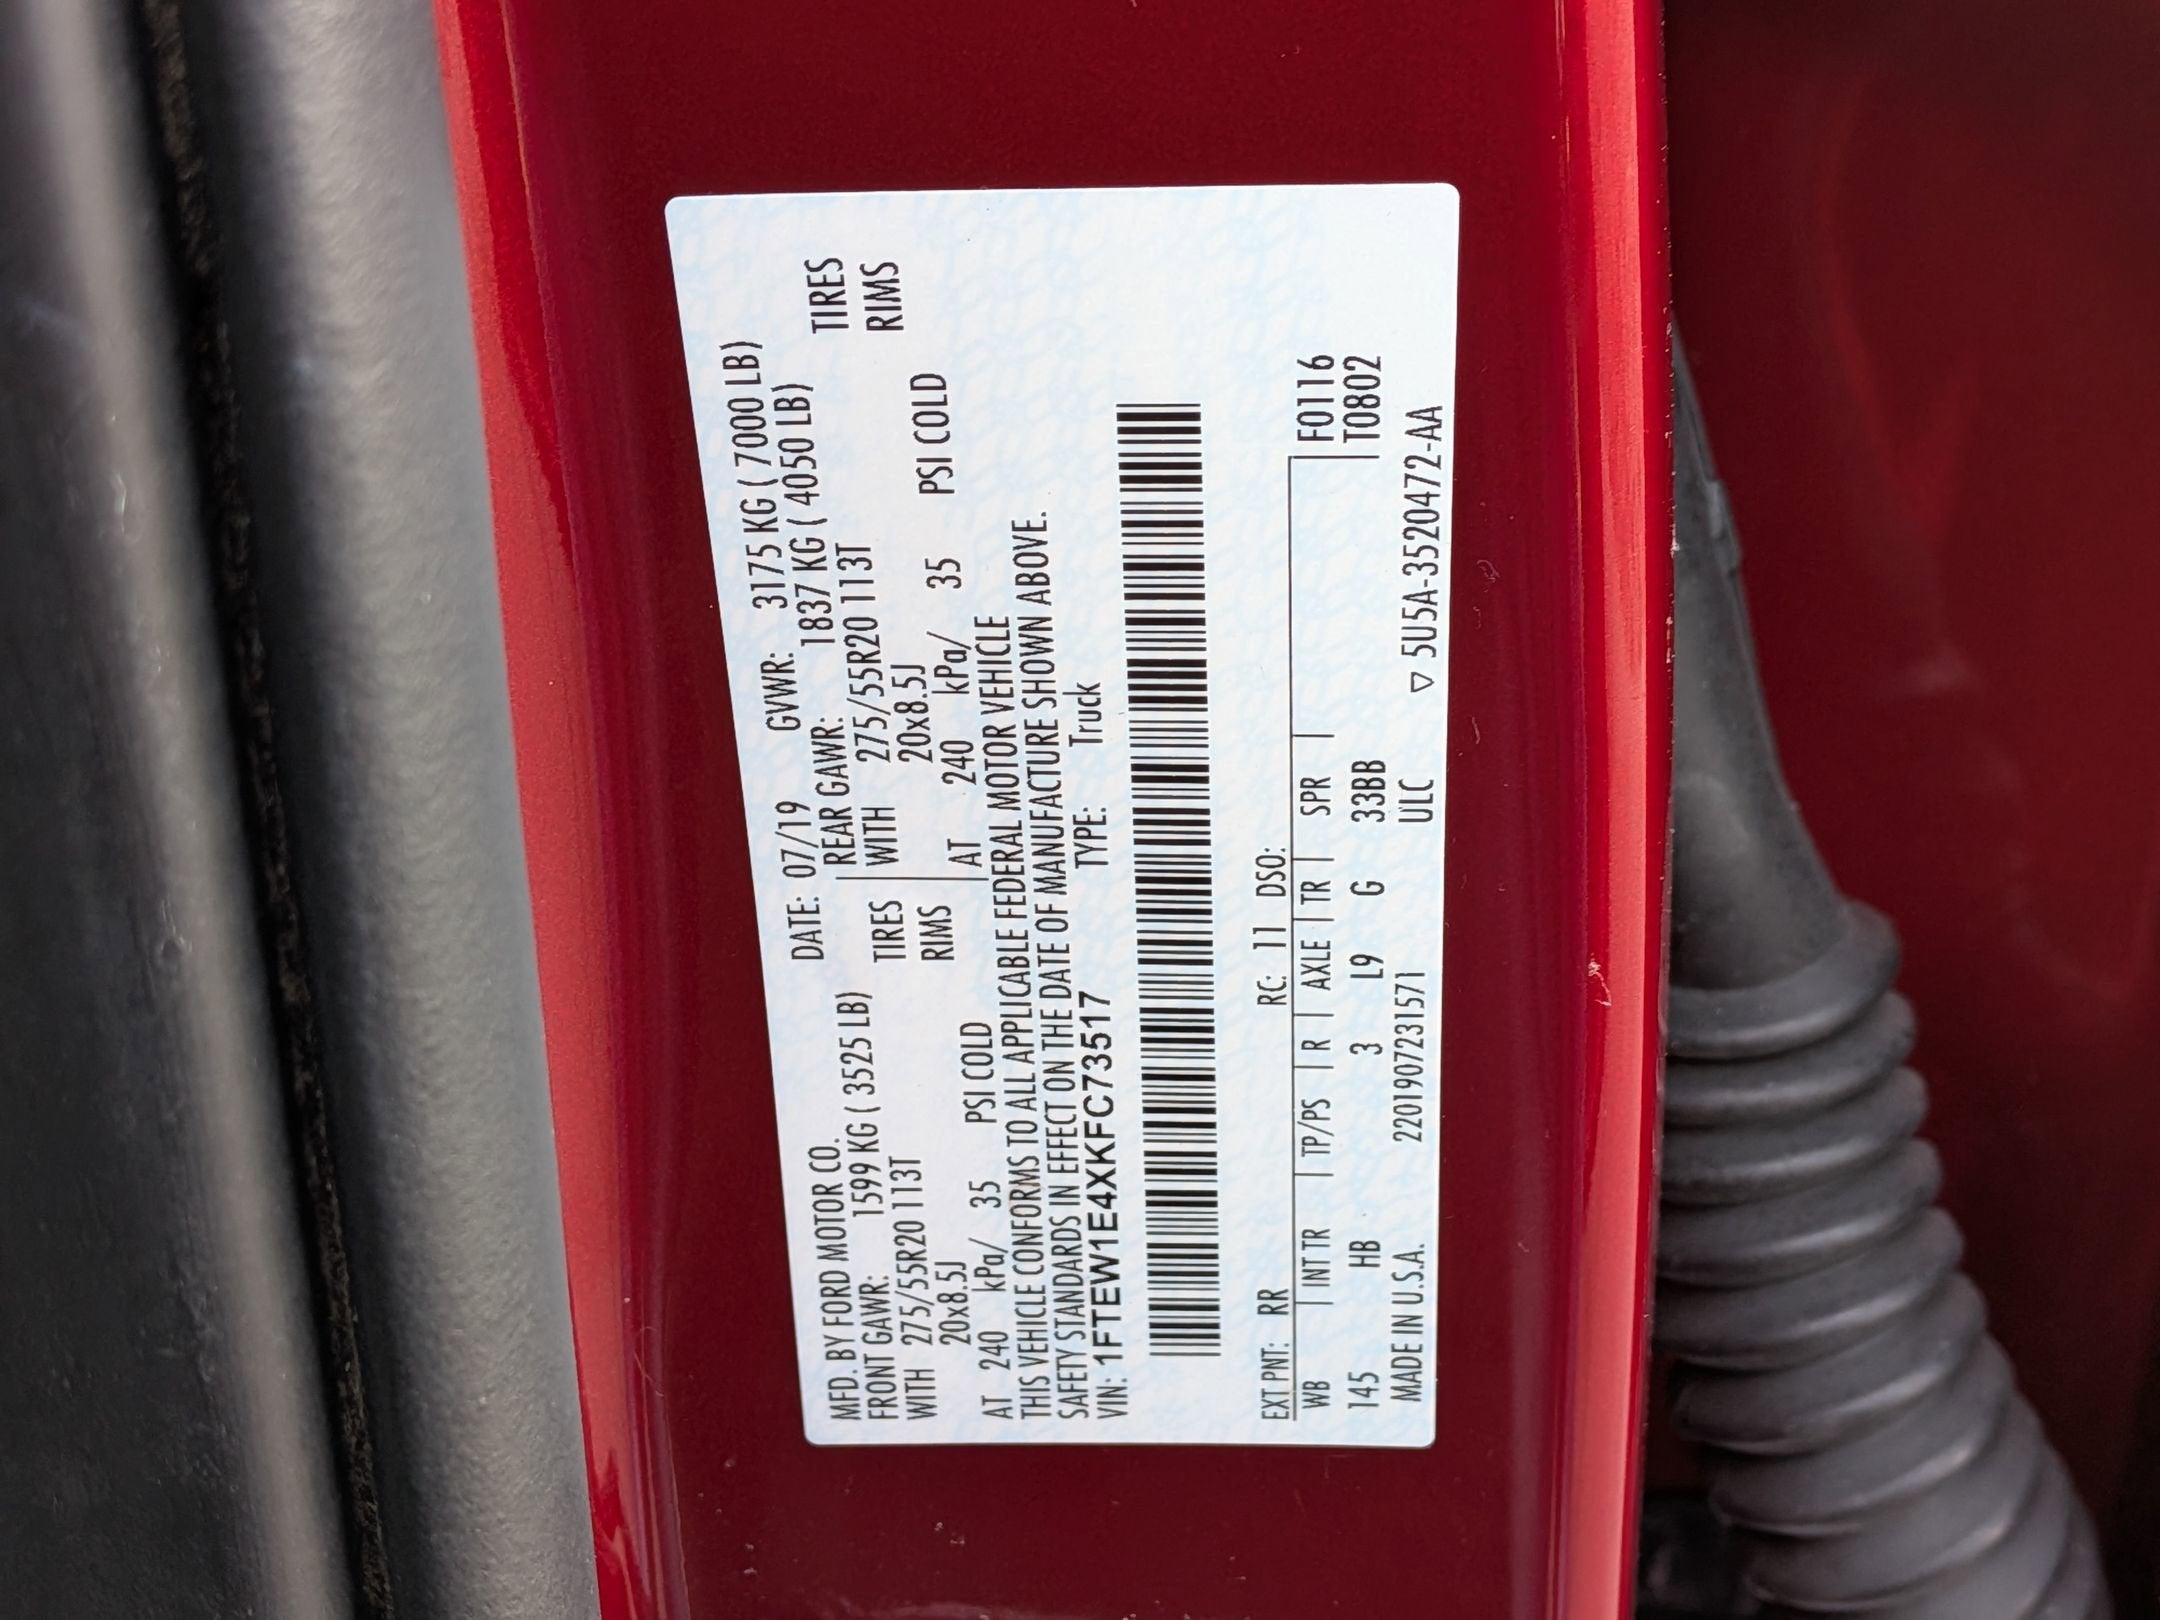 MFD. BY FORD MOTOR CO. DATE: 07/19 GVWR: 3175 KG ( 7000 LB)
FRONT GAWR: 1599 KG ( 3525 LB) REAR GAWR: 1837 KG ( 4050 LB)
WITH 275/55R20 113T TIRES WITH 275/55R20 113T TIRES
20x8.5J RIMS 20x8.5J RIMS
AT 240 kPa/ 35 PSI COLD AT 240 kPa/ 35 PSI COLD
THIS VEHICLE CONFORMS TO ALL APPLICABLE FEDERAL MOTOR VEHICLE
SAFETY STANDARDS IN EFFECT ON THE DATE OF MANUFACTURE SHOWN ABOVE.
VIN: 1FTEW1E4XKFC73517 TYPE: Truck
EXT PNT: RR RC: 11 DSO:
WB | INT TR | TP/PS | R | AXLE | TR | SPR | F0116
145 HB 3 L9 G 33BB T0802
MADE IN U.S.A. 2201907231571 ULC ▽ 5U5A-3520472-AA